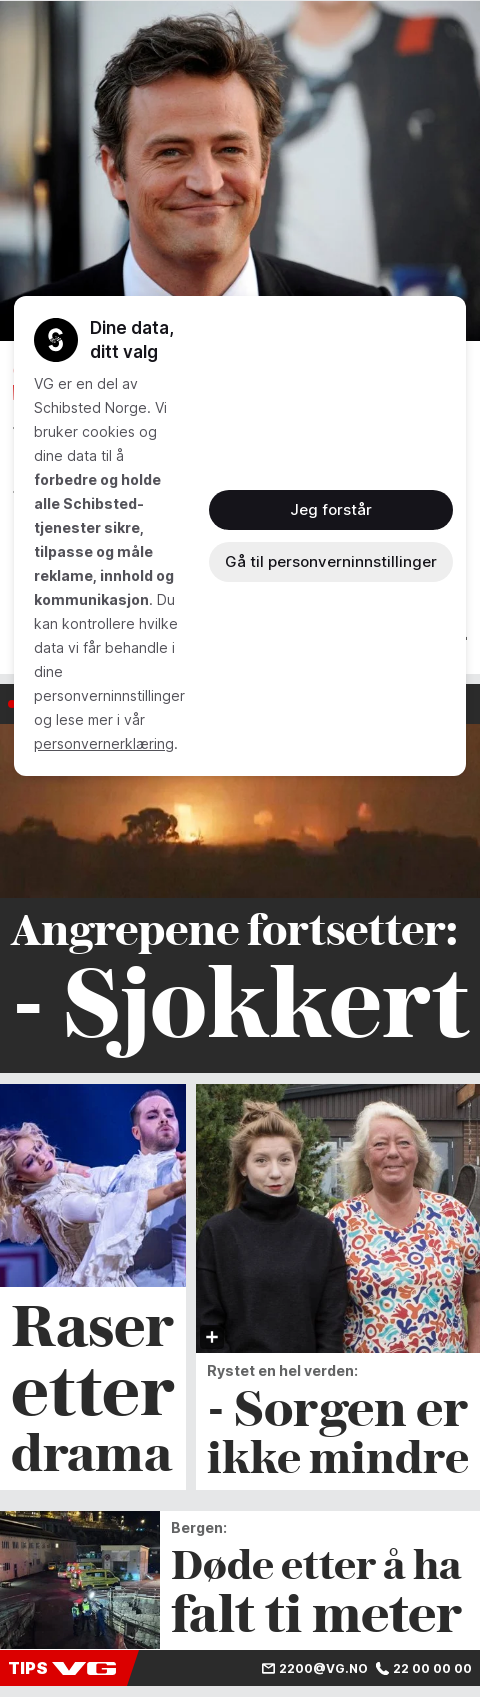 Dine data,
ditt valg
VG er en del av
Schibsted Norge. Vi
bruker cookies og
dine data til å
forbedre og holde
alle Schibsted-
tjenester sikre,
tilpasse og måle
reklame, innhold og
kommunikasjon. Du
kan kontrollere hvilke
data vi får behandle i
dine
personverninnstillinger
og lese mer i vår
personvernerklæring.
Jeg forstår
Gå til personverninnstillinger
Angrepene fortsetter:
- Sjokkert
Raser
etter
drama
Rystet en hel verden:
- Sorgen er
ikke mindre
Bergen:
Døde etter å ha
falt ti meter
TIPS VG 2200@VG.NO 22 00 00 00